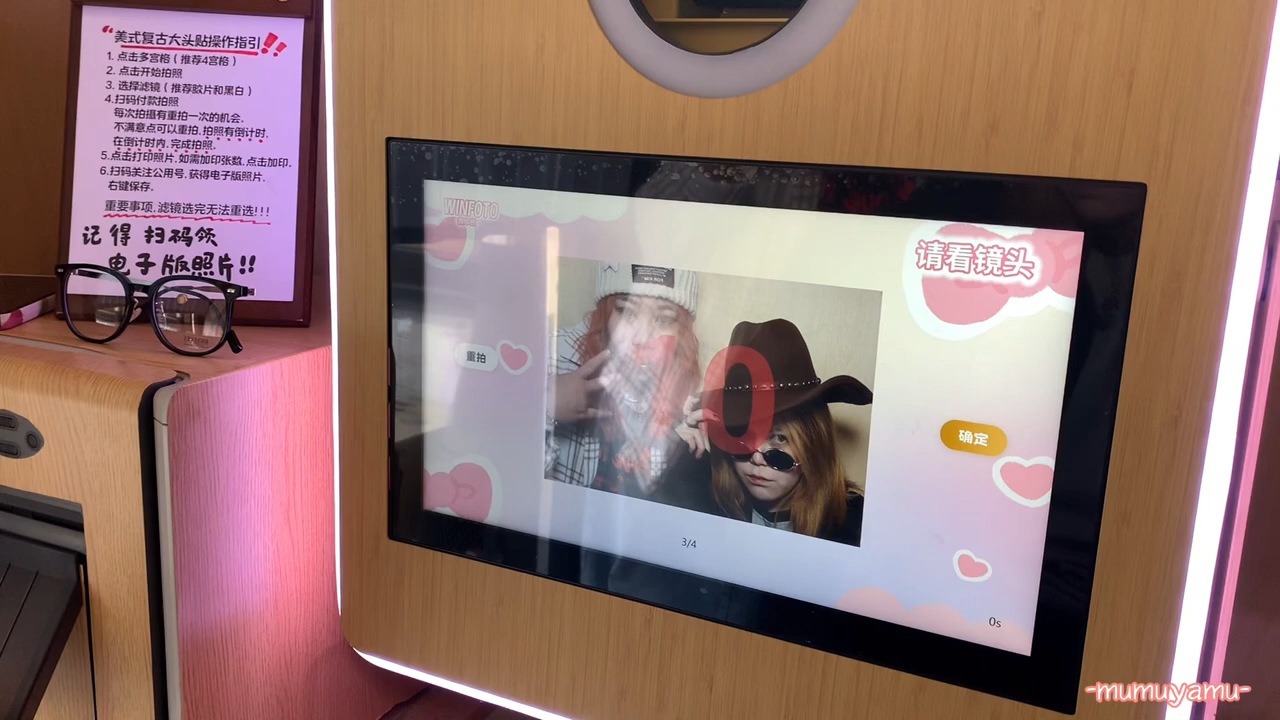 美式复古大头贴操作指引
1. 点击多宫格（推荐4宫格）
2. 点击开始拍照
3. 选择滤镜（推荐胶片和黑白）
4.扫码付款拍照
每次拍摄有重拍一次的机会.
不满意点可以重拍.拍照有倒计时.
在倒计时内.完成拍照.
5.点击打印照片.如需加印张数.点击加印.
6.扫码关注公用号.获得电子版照片.
右键保存.
重要事项.滤镜选完无法重选!!!
记得扫码领
电子版照片!!
WINFOTO
请看镜头
重拍
10
确定
3/4
0s
-mumuyamu-